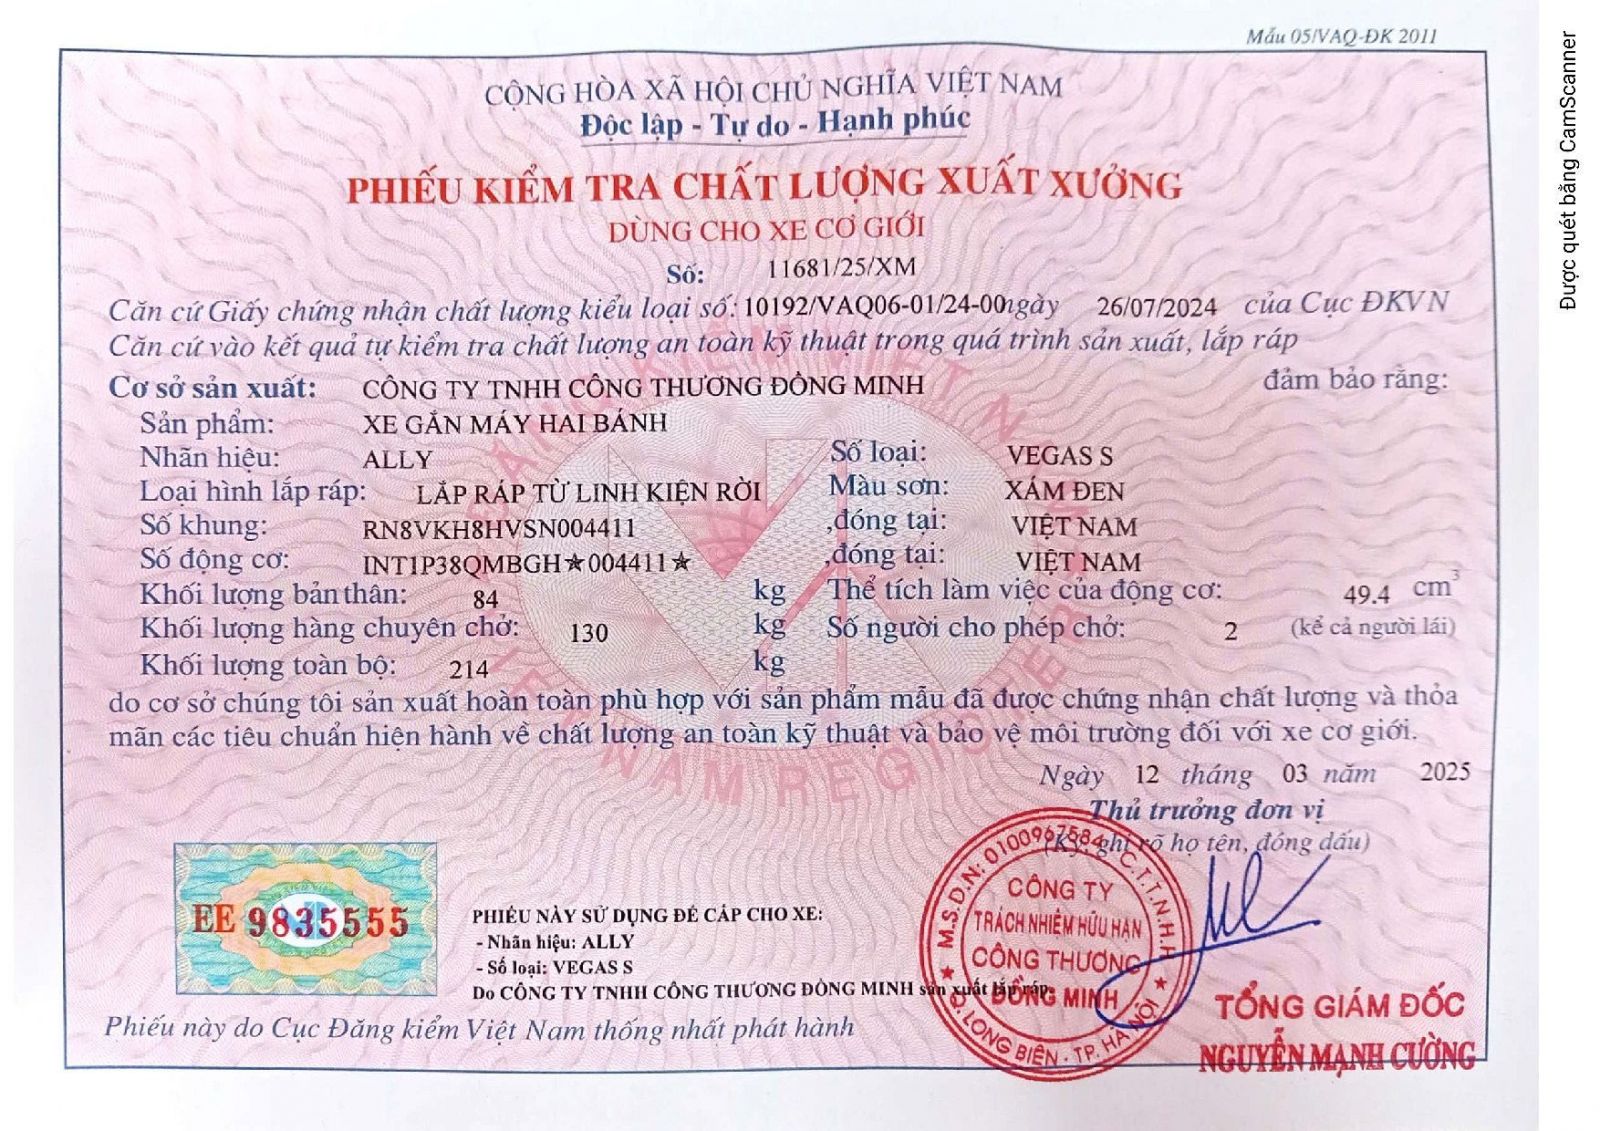 Mẫu 05/VAQ-ĐK 2011
CỘNG HÒA XÃ HỘI CHỦ NGHĨA VIỆT NAM
Độc lập - Tự do - Hạnh phúc
PHIẾU KIỂM TRA CHẤT LƯỢNG XUẤT XƯỞNG
DÙNG CHO XE CƠ GIỚI
Số: 11681/25/XM
Căn cứ Giấy chứng nhận chất lượng kiểu loại số: 10192/VAQ06-01/24-00 ngày 26/07/2024 của Cục ĐKVN
Căn cứ vào kết quả tự kiểm tra chất lượng an toàn kỹ thuật trong quá trình sản xuất, lắp ráp
Cơ sở sản xuất: CÔNG TY TNHH CÔNG THƯƠNG ĐÔNG MINH đảm bảo rằng:
Sản phẩm: XE GẮN MÁY HAI BÁNH
Nhãn hiệu: ALLY Số loại: VEGAS S
Loại hình lắp ráp: LẮP RÁP TỪ LINH KIỆN RỜI Màu sơn: XÁM ĐEN
Số khung: RN8VKH8HVSN004411 ,đóng tại: VIỆT NAM
Số động cơ: INT1P38QMBGH★004411★ ,đóng tại: VIỆT NAM
Khối lượng bản thân: 84 kg Thể tích làm việc của động cơ: 49.4 cm³
Khối lượng hàng chuyên chở: 130 kg Số người cho phép chở: 2 (kể cả người lái)
Khối lượng toàn bộ: 214 kg
do cơ sở chúng tôi sản xuất hoàn toàn phù hợp với sản phẩm mẫu đã được chứng nhận chất lượng và thỏa
mãn các tiêu chuẩn hiện hành về chất lượng an toàn kỹ thuật và bảo vệ môi trường đối với xe cơ giới.
Ngày 12 tháng 03 năm 2025
Thủ trưởng đơn vị
(Ký, ghi rõ họ tên, đóng dấu)
M.S.D.N: 0100967584 C.T.T.N.H.H
CÔNG TY
TRÁCH NHIỆM HỮU HẠN
CÔNG THƯƠNG
ĐÔNG MINH
Q. LONG BIÊN - TP. HÀ NỘI
EE 9835555
PHIẾU NÀY SỬ DỤNG ĐỂ CẤP CHO XE:
- Nhãn hiệu: ALLY
- Số loại: VEGAS S
Do CÔNG TY TNHH CÔNG THƯƠNG ĐÔNG MINH sản xuất lắp ráp.
TỔNG GIÁM ĐỐC
NGUYỄN MẠNH CƯỜNG
Phiếu này do Cục Đăng kiểm Việt Nam thống nhất phát hành
Được quét bằng CamScanner